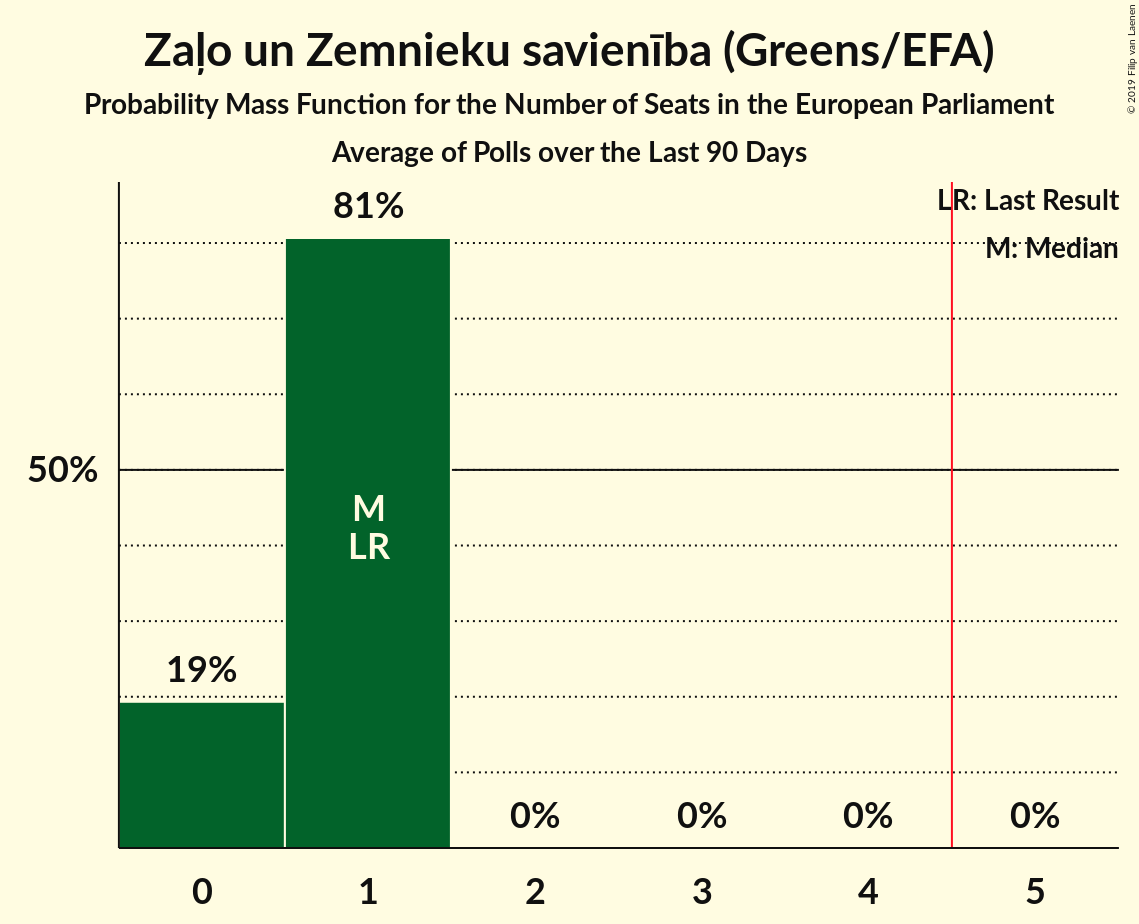 Zaļo un Zemnieku savienība (Greens/EFA)
Probability Mass Function for the Number of Seats in the European Parliament
Average of Polls over the Last 90 Days
© 2019 Filip van Laenen
LR: Last Result
M: Median
81%
50%
M
LR
19%
0%
0%
0%
0%
0
1
2
3
4
5